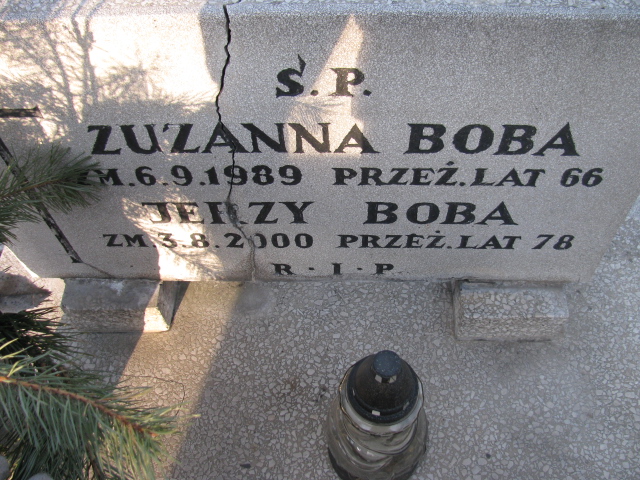 Ś.P.
ZUZANNA BOBA
ZM.6.9.1989 PRZEŻ.LAT 66
JERZY BOBA
ZM.3.8.2000 PRZEŻ.LAT 78
R·I·P.